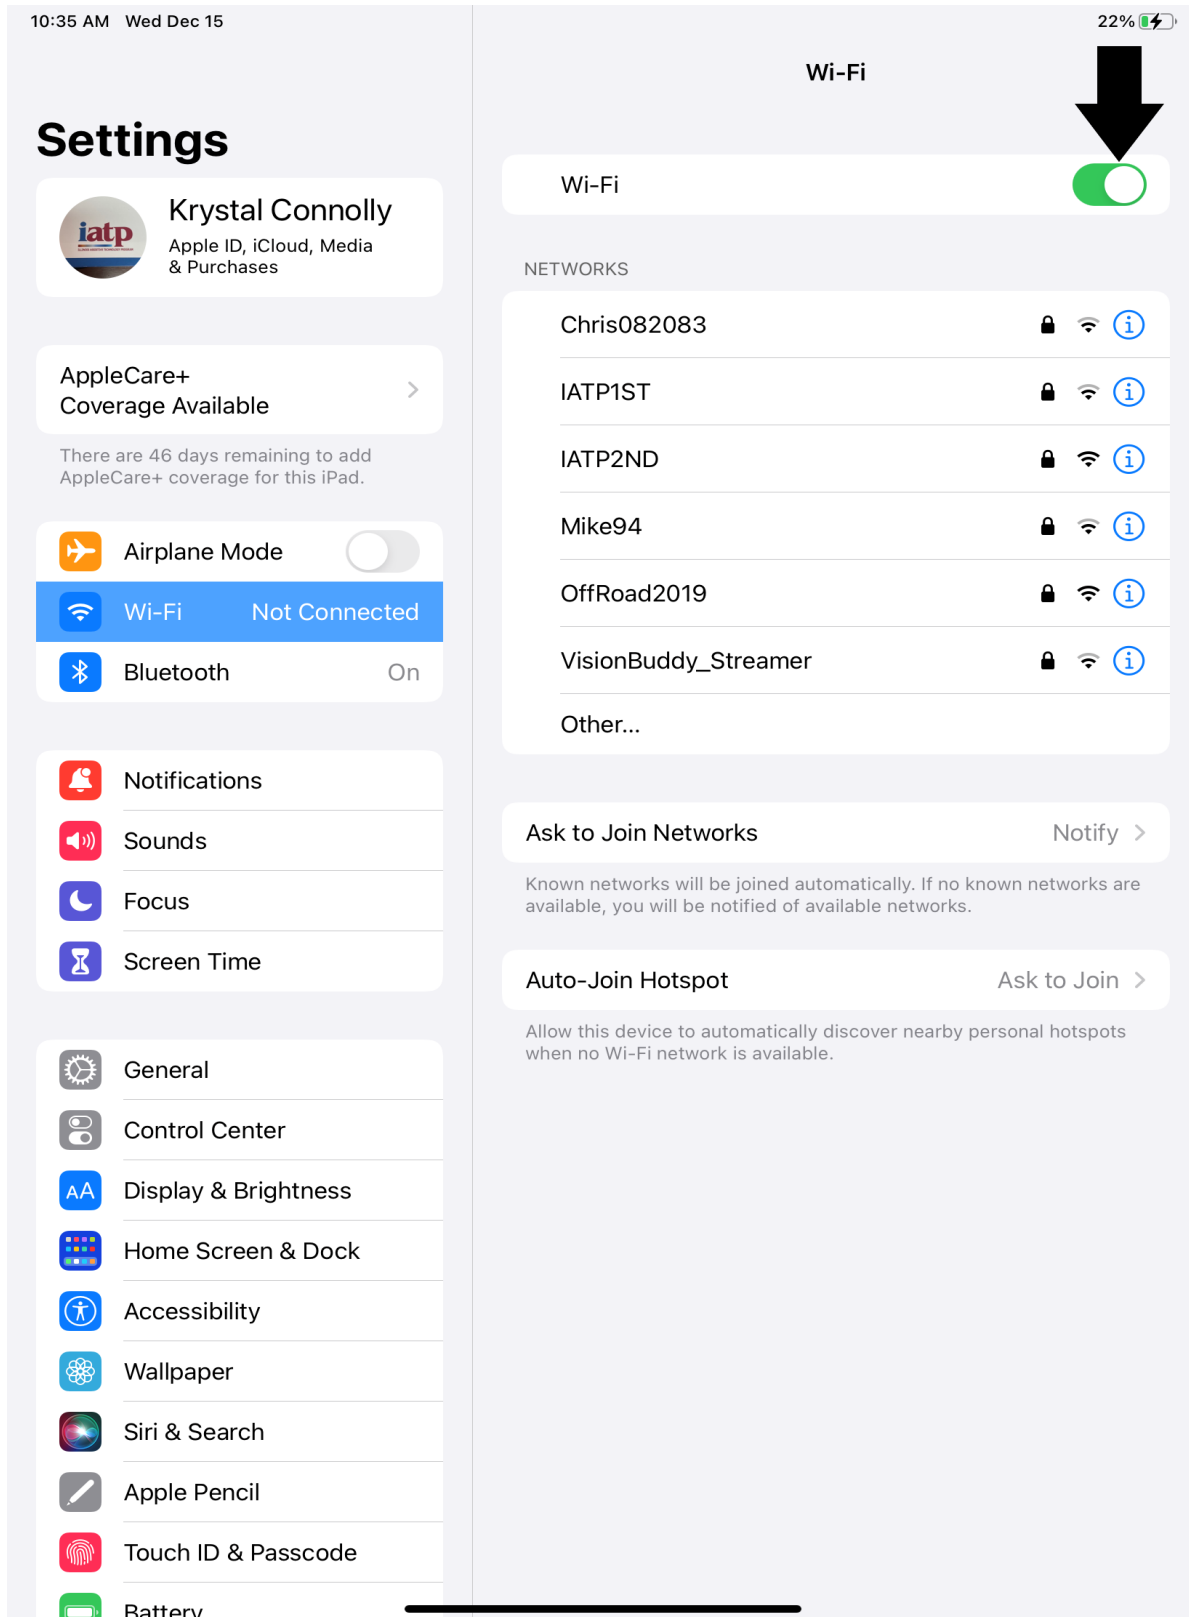 10:35 AM Wed Dec 15
22%
Settings
iatp
Krystal Connolly
Apple ID, iCloud, Media
& Purchases
AppleCare+
Coverage Available
There are 46 days remaining to add
AppleCare+ coverage for this iPad.
Airplane Mode
Wi-Fi Not Connected
Bluetooth On
Notifications
Sounds
Focus
Screen Time
General
Control Center
AA Display & Brightness
Home Screen & Dock
Accessibility
Wallpaper
Siri & Search
Apple Pencil
Touch ID & Passcode
Battery
Wi-Fi
Wi-Fi
NETWORKS
Chris082083
IATP1ST
IATP2ND
Mike94
OffRoad2019
VisionBuddy_Streamer
Other...
Ask to Join Networks Notify
Known networks will be joined automatically. If no known networks are
available, you will be notified of available networks.
Auto-Join Hotspot Ask to Join
Allow this device to automatically discover nearby personal hotspots
when no Wi-Fi network is available.